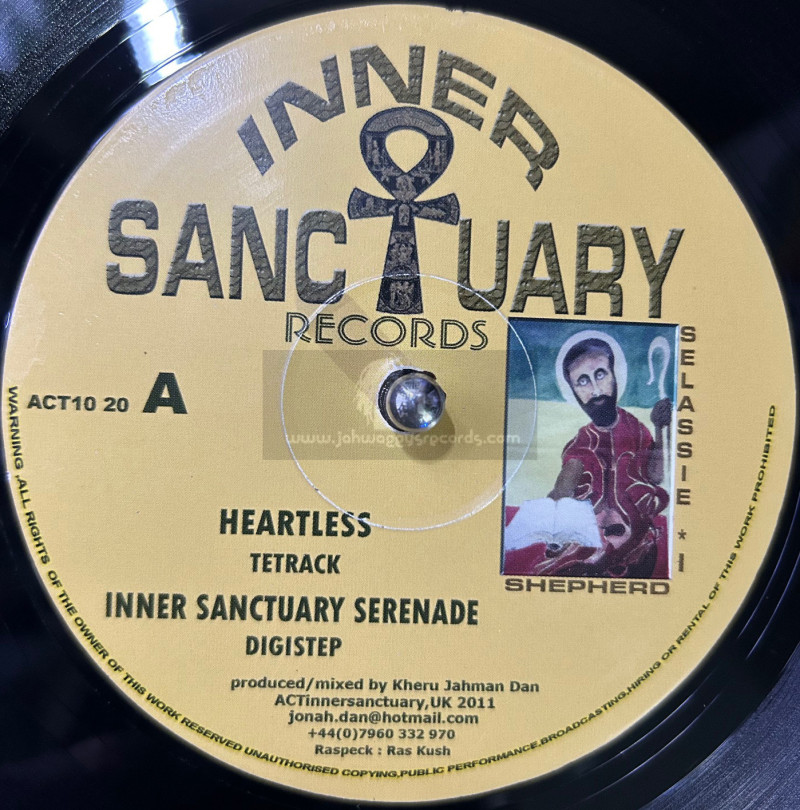 INNER
SANCTUARY
RECORDS
ACT10 20 A
SELASSIE *I
SHEPHERD
www.jahwaggysrecords.com
HEARTLESS
TETRACK
INNER SANCTUARY SERENADE
DIGISTEP
produced/mixed by Kheru Jahman Dan
ACTinnersanctuary,UK 2011
jonah.dan@hotmail.com
+44(0)7960 332 970
Raspeck : Ras Kush
WARNING ,ALL RIGHTS OF THE OWNER OF THIS WORK RESERVED UNAUTHORISED COPYING,PUBLIC PERFORMANCE,BROADCASTING,HIRING OR RENTAL OF THIS WORK PROHIBITED